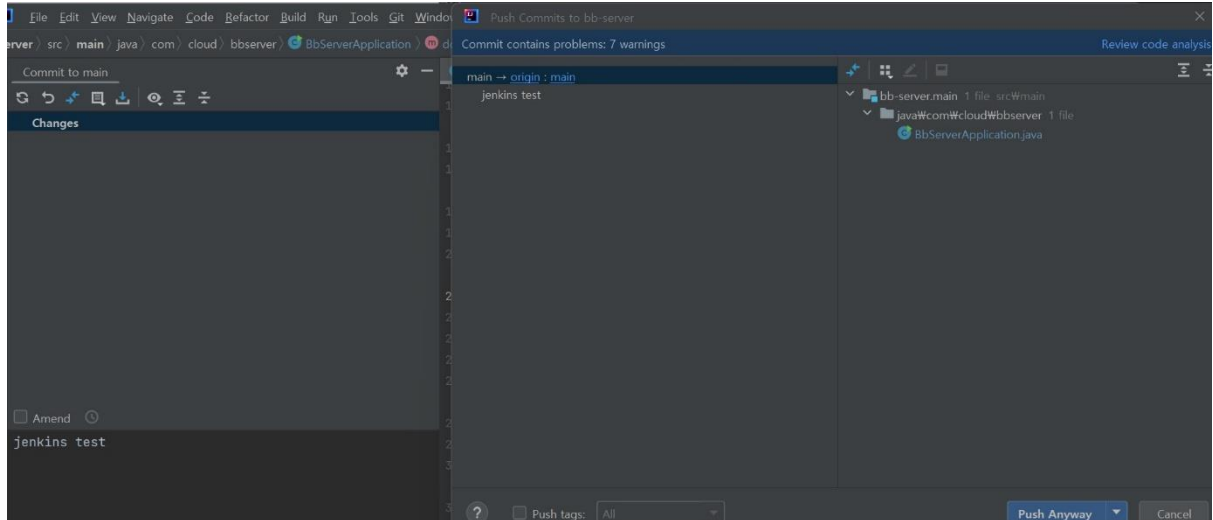 File Edit View Navigate Code Refactor Build Run Tools Git Windo
erver src main java com cloud bbserver BbServerApplication
Commit to main
Changes
Amend
jenkins test
Push Commits to bb-server
Commit contains problems: 7 warnings
Review code analysis
main → origin : main
jenkins test
bb-server.main 1 file src₩main
java₩com₩cloud₩bbserver 1 file
BbServerApplication.java
? Push tags: All
Push Anyway Cancel